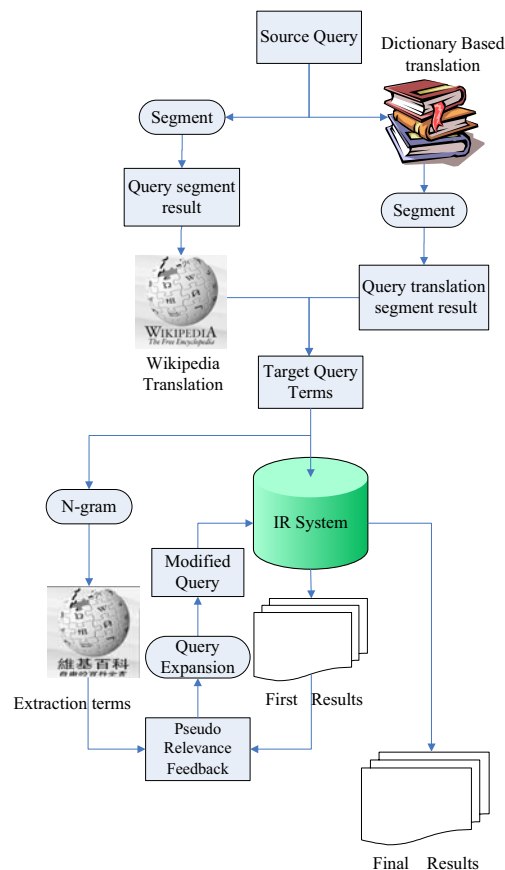 Source Query
Dictionary Based
translation
Segment
Query segment
result
Segment
WIKIPEDIA
The Free Encyclopedia
Wikipedia
Translation
Query translation
segment result
Target Query
Terms
N-gram
IR System
Modified
Query
維基百科
Query
Expansion
Extraction terms
First Results
Pseudo
Relevance
Feedback
Final Results